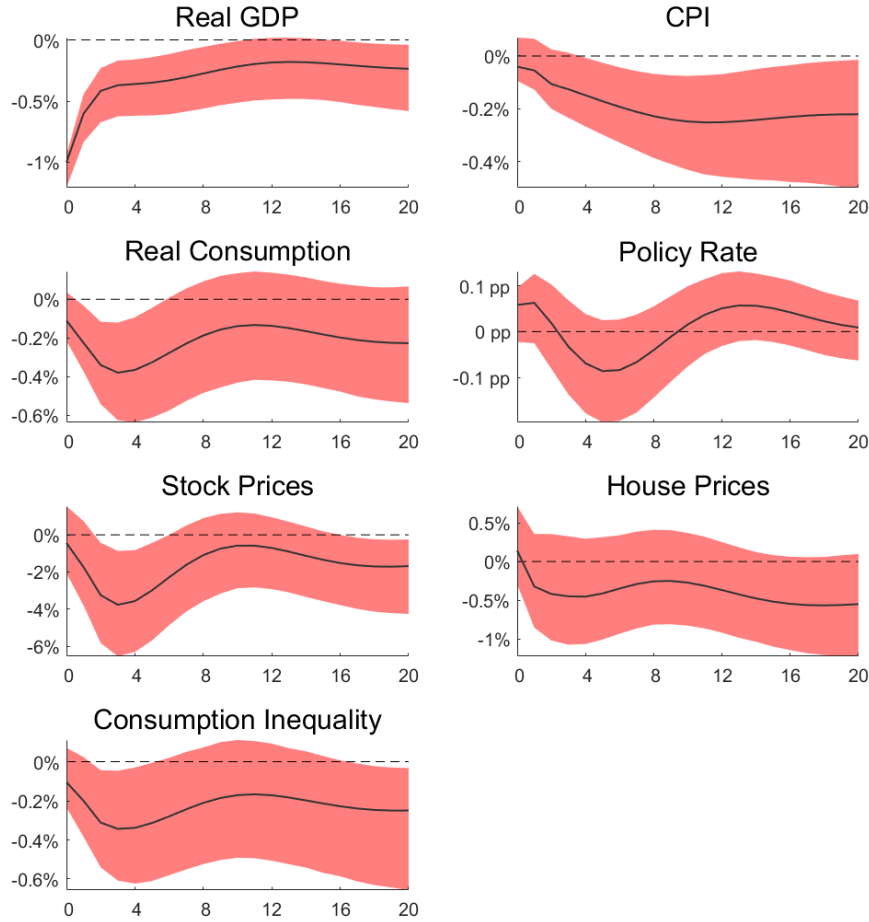 Real GDP
0%
-0.5%
-1%
0 4 8 12 16 20
CPI
0%
-0.2%
-0.4%
0 4 8 12 16 20
Real Consumption
0%
-0.2%
-0.4%
-0.6%
0 4 8 12 16 20
Policy Rate
0.1 pp
0 pp
-0.1 pp
0 4 8 12 16 20
Stock Prices
0%
-2%
-4%
-6%
0 4 8 12 16 20
House Prices
0.5%
0%
-0.5%
-1%
0 4 8 12 16 20
Consumption Inequality
0%
-0.2%
-0.4%
-0.6%
0 4 8 12 16 20